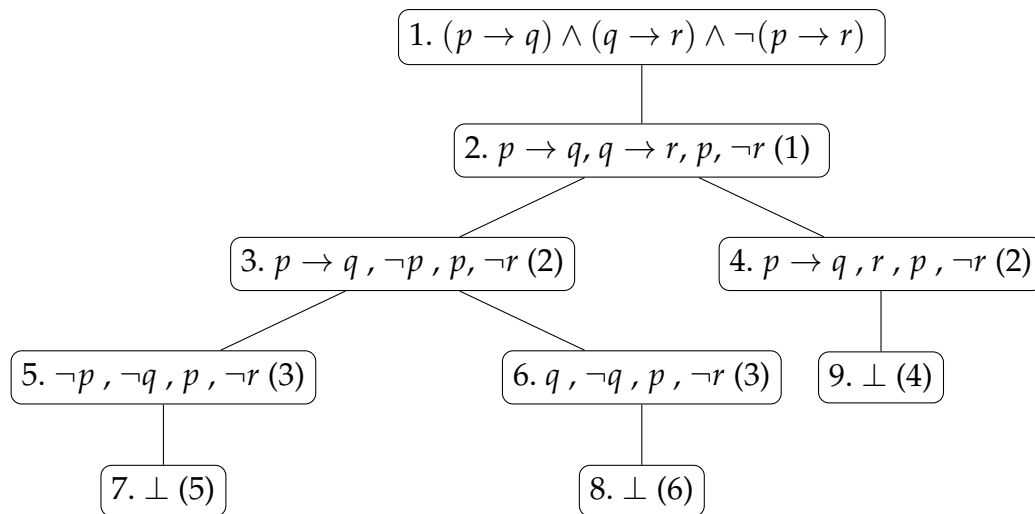 1. (p → q) ∧ (q → r) ∧ ¬(p → r)
2. p → q, q → r, p, ¬r (1)
3. p → q , ¬p , p, ¬r (2)
4. p → q , r , p , ¬r (2)
5. ¬p , ¬q , p , ¬r (3)
6. q , ¬q , p , ¬r (3)
9. ⊥ (4)
7. ⊥ (5)
8. ⊥ (6)